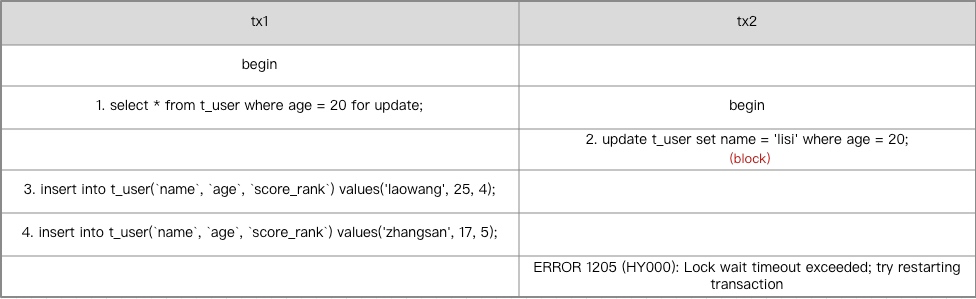 tx1
tx2
begin
1. select * from t_user where age = 20 for update;
begin
2. update t_user set name = 'lisi' where age = 20;
(block)
3. insert into t_user(`name`, `age`, `score_rank`) values('laowang', 25, 4);
4. insert into t_user(`name`, `age`, `score_rank`) values('zhangsan', 17, 5);
ERROR 1205 (HY000): Lock wait timeout exceeded; try restarting
transaction